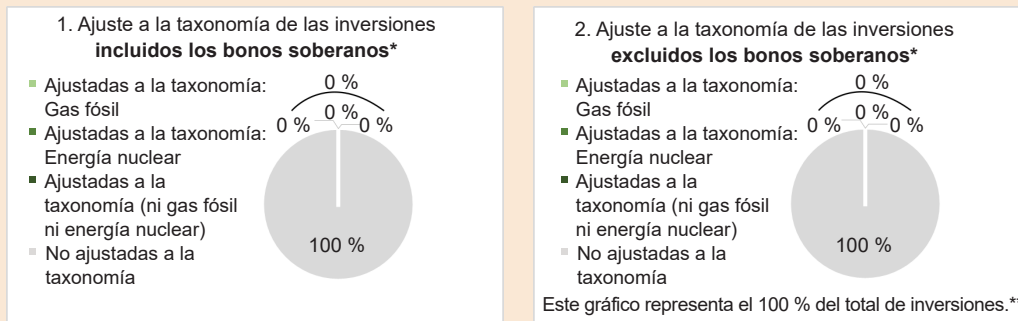 1. Ajuste a la taxonomía de las inversiones
incluidos los bonos soberanos*
Ajustadas a la taxonomía:
Gas fósil
Ajustadas a la taxonomía:
Energía nuclear
Ajustadas a la
taxonomía (ni gas fósil
ni energía nuclear)
No ajustadas a la
taxonomía
0 %
0 %
0 %
0 %
100 %
2. Ajuste a la taxonomía de las inversiones
excluidos los bonos soberanos*
Ajustadas a la taxonomía:
Gas fósil
Ajustadas a la taxonomía:
Energía nuclear
Ajustadas a la
taxonomía (ni gas fósil
ni energía nuclear)
No ajustadas a la
taxonomía
0 %
0 %
0 %
0 %
100 %
Este gráfico representa el 100 % del total de inversiones.**